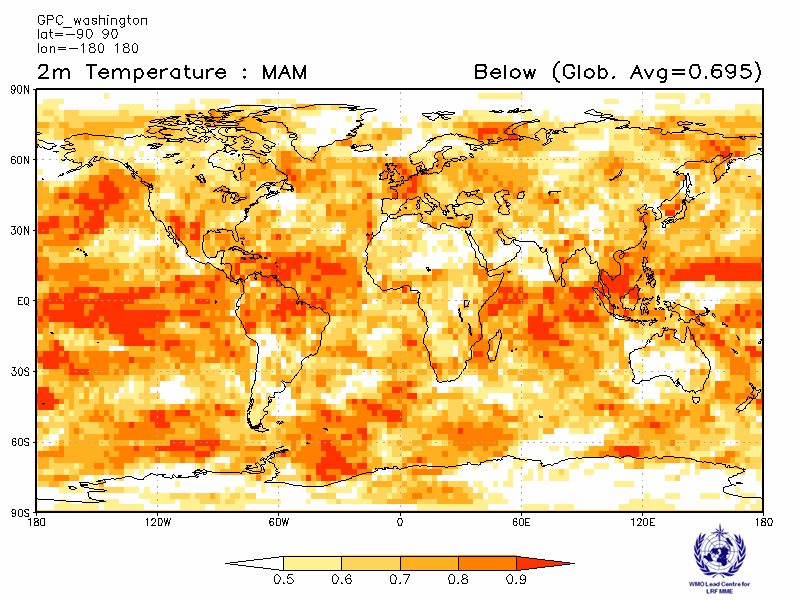 GPC_washington
lat=-90 90
lon=-180 180
2m Temperature : MAM Below (Glob. Avg=0.695)
90N
60N
30N
EQ
30S
60S
90S
180 120W 60W 0 60E 120E 180
0.5 0.6 0.7 0.8 0.9
WMO Lead Centre for
LRF MME